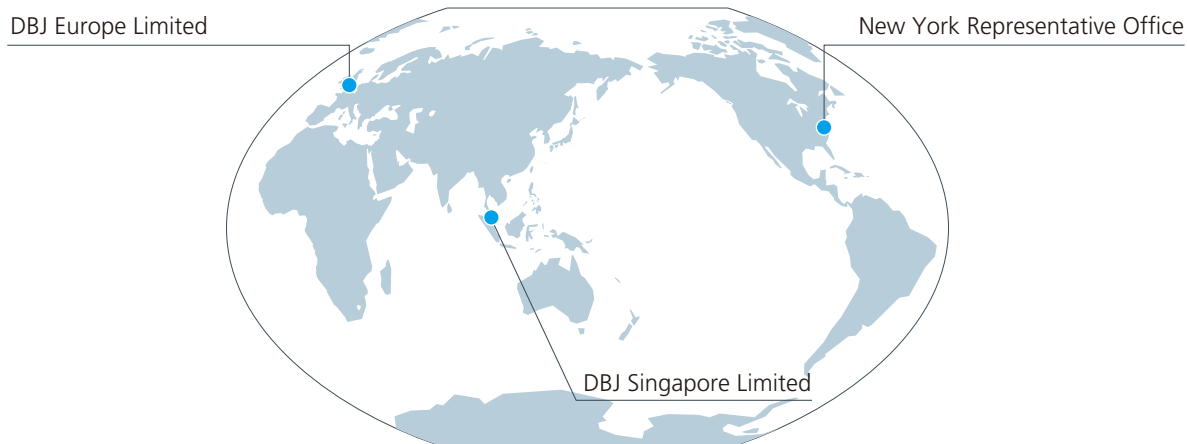 DBJ Europe Limited
New York Representative Office
DBJ Singapore Limited